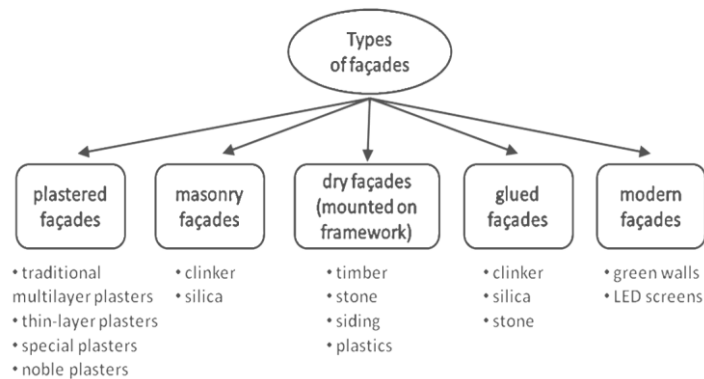 Types
of façades
plastered
façades
masonry
façades
dry façades
(mounted on
framework)
glued
façades
modern
façades
• traditional
multilayer plasters
• thin-layer plasters
• special plasters
• noble plasters
• clinker
• silica
• timber
• stone
• siding
• plastics
• clinker
• silica
• stone
• green walls
• LED screens